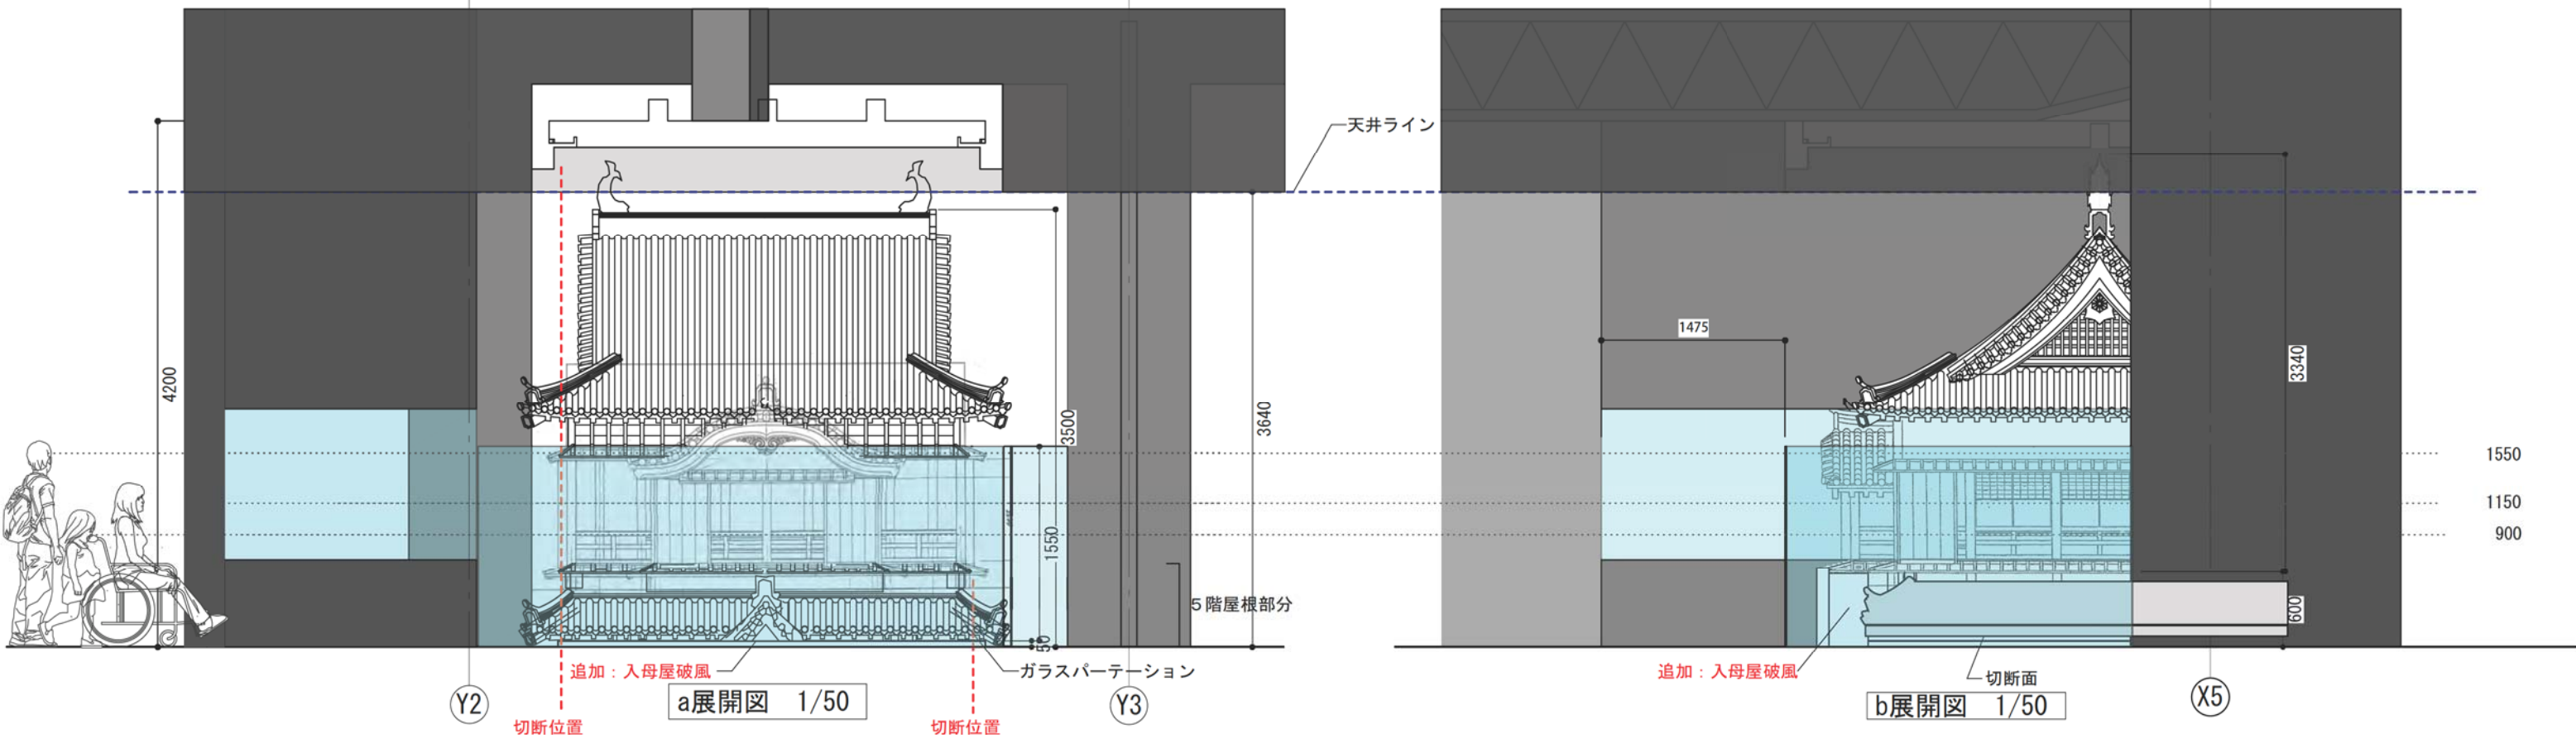 天井ライン
4200
3500
3640
1550
50
5階屋根部分
追加：入母屋破風
ガラスパーテーション
a展開図 1/50
Y2
Y3
切断位置
切断位置
1475
3340
600
1550
1150
900
追加：入母屋破風
切断面
b展開図 1/50
X5